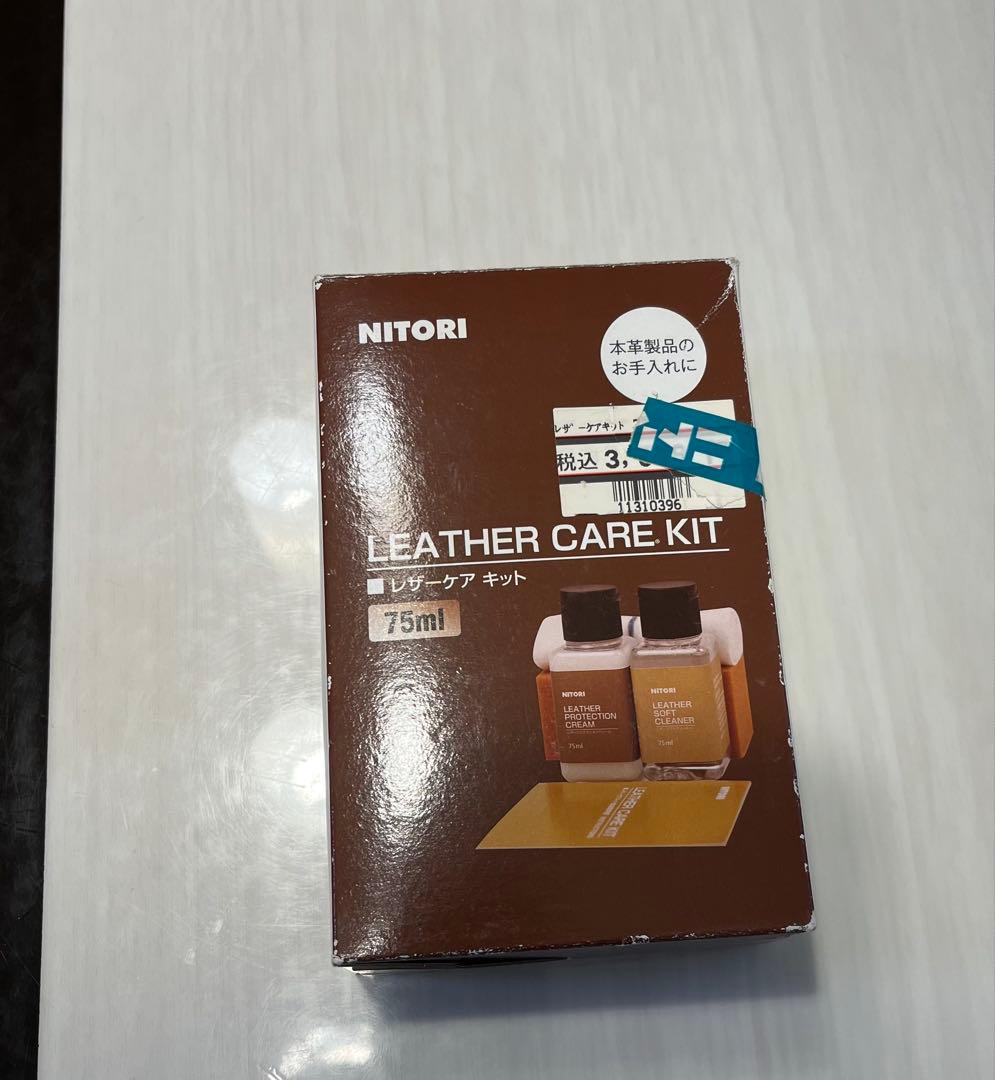 NITORI
本革製品の
お手入れに
レザーケアキット
税込 3,
11310396
LEATHER CARE KIT
レザーケア キット
75ml
NITORI
LEATHER
PROTECTION
CREAM
75ml
NITORI
LEATHER
SOFT
CLEANER
75ml
LEATHER CARE KIT